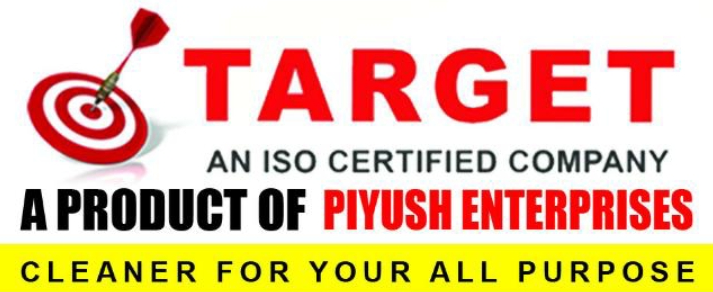 TARGET
AN ISO CERTIFIED COMPANY
A PRODUCT OF PIYUSH ENTERPRISES
CLEANER FOR YOUR ALL PURPOSE